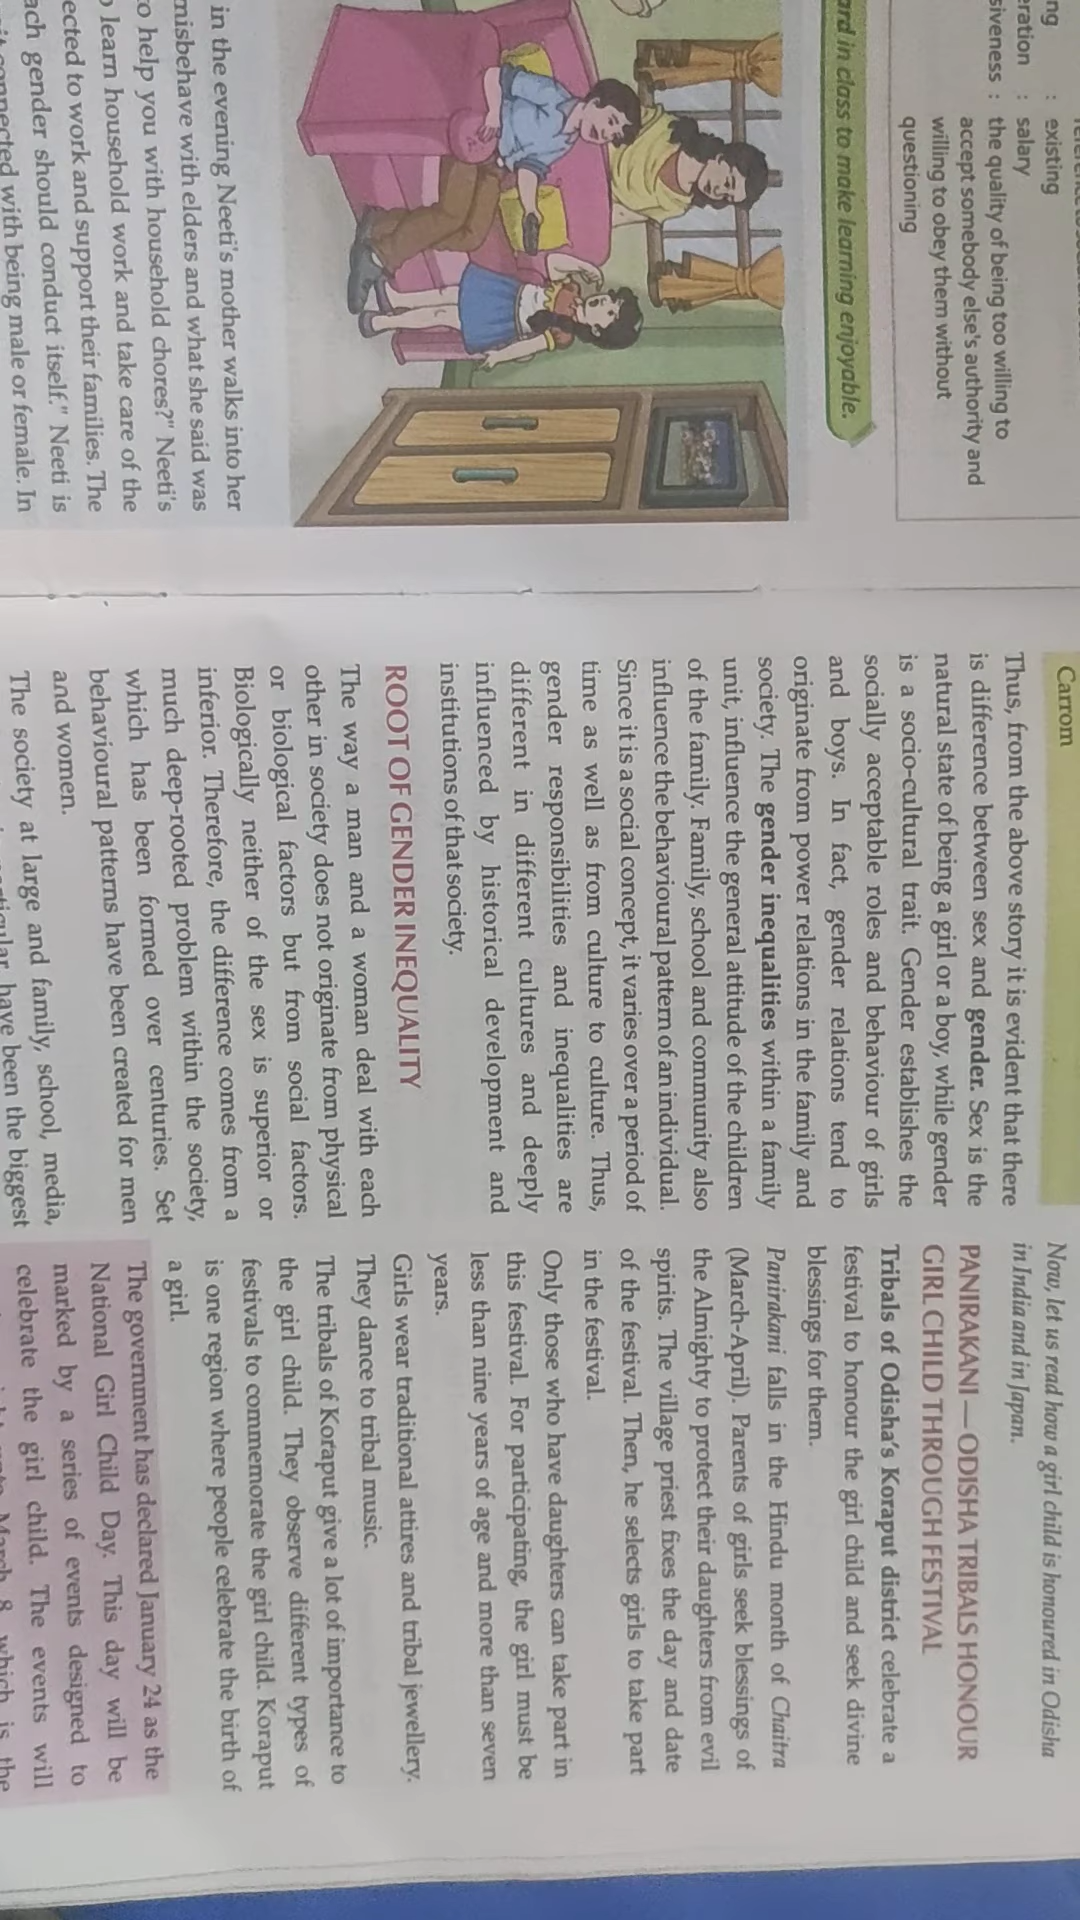 ng : existing
eration : salary
siveness : the quality of being too willing to
accept somebody else's authority and
willing to obey them without
questioning
ard in class to make learning enjoyable.
in the evening Neeti's mother walks into her
misbehave with elders and what she said was
to help you with household chores?" Neeti's
o learn household work and take care of the
ected to work and support their families. The
ach gender should conduct itself." Neeti is
connected with being male or female. In
Carrom
Thus, from the above story it is evident that there
is difference between sex and gender. Sex is the
natural state of being a girl or a boy, while gender
is a socio-cultural trait. Gender establishes the
socially acceptable roles and behaviour of girls
and boys. In fact, gender relations tend to
originate from power relations in the family and
society. The gender inequalities within a family
unit, influence the general attitude of the children
of the family. Family, school and community also
influence the behavioural pattern of an individual.
Since it is a social concept, it varies over a period of
time as well as from culture to culture. Thus,
gender responsibilities and inequalities are
different in different cultures and deeply
influenced by historical development and
institutions of that society.
ROOT OF GENDER INEQUALITY
The way a man and a woman deal with each
other in society does not originate from physical
or biological factors but from social factors.
Biologically neither of the sex is superior or
inferior. Therefore, the difference comes from a
much deep-rooted problem within the society,
which has been formed over centuries. Set
behavioural patterns have been created for men
and women.
The society at large and family, school, media,
have been the biggest
Now, let us read how a girl child is honoured in Odisha
in India and in Japan.
PANIRAKANI — ODISHA TRIBALS HONOUR
GIRL CHILD THROUGH FESTIVAL
Tribals of Odisha's Koraput district celebrate a
festival to honour the girl child and seek divine
blessings for them.
Panirakani falls in the Hindu month of Chaitra
(March-April). Parents of girls seek blessings of
the Almighty to protect their daughters from evil
spirits. The village priest fixes the day and date
of the festival. Then, he selects girls to take part
in the festival.
Only those who have daughters can take part in
this festival. For participating, the girl must be
less than nine years of age and more than seven
years.
Girls wear traditional attires and tribal jewellery.
They dance to tribal music.
The tribals of Koraput give a lot of importance to
the girl child. They observe different types of
festivals to commemorate the girl child. Koraput
is one region where people celebrate the birth of
a girl.
The government has declared January 24 as the
National Girl Child Day. This day will be
marked by a series of events designed to
celebrate the girl child. The events will
March 8 which is the